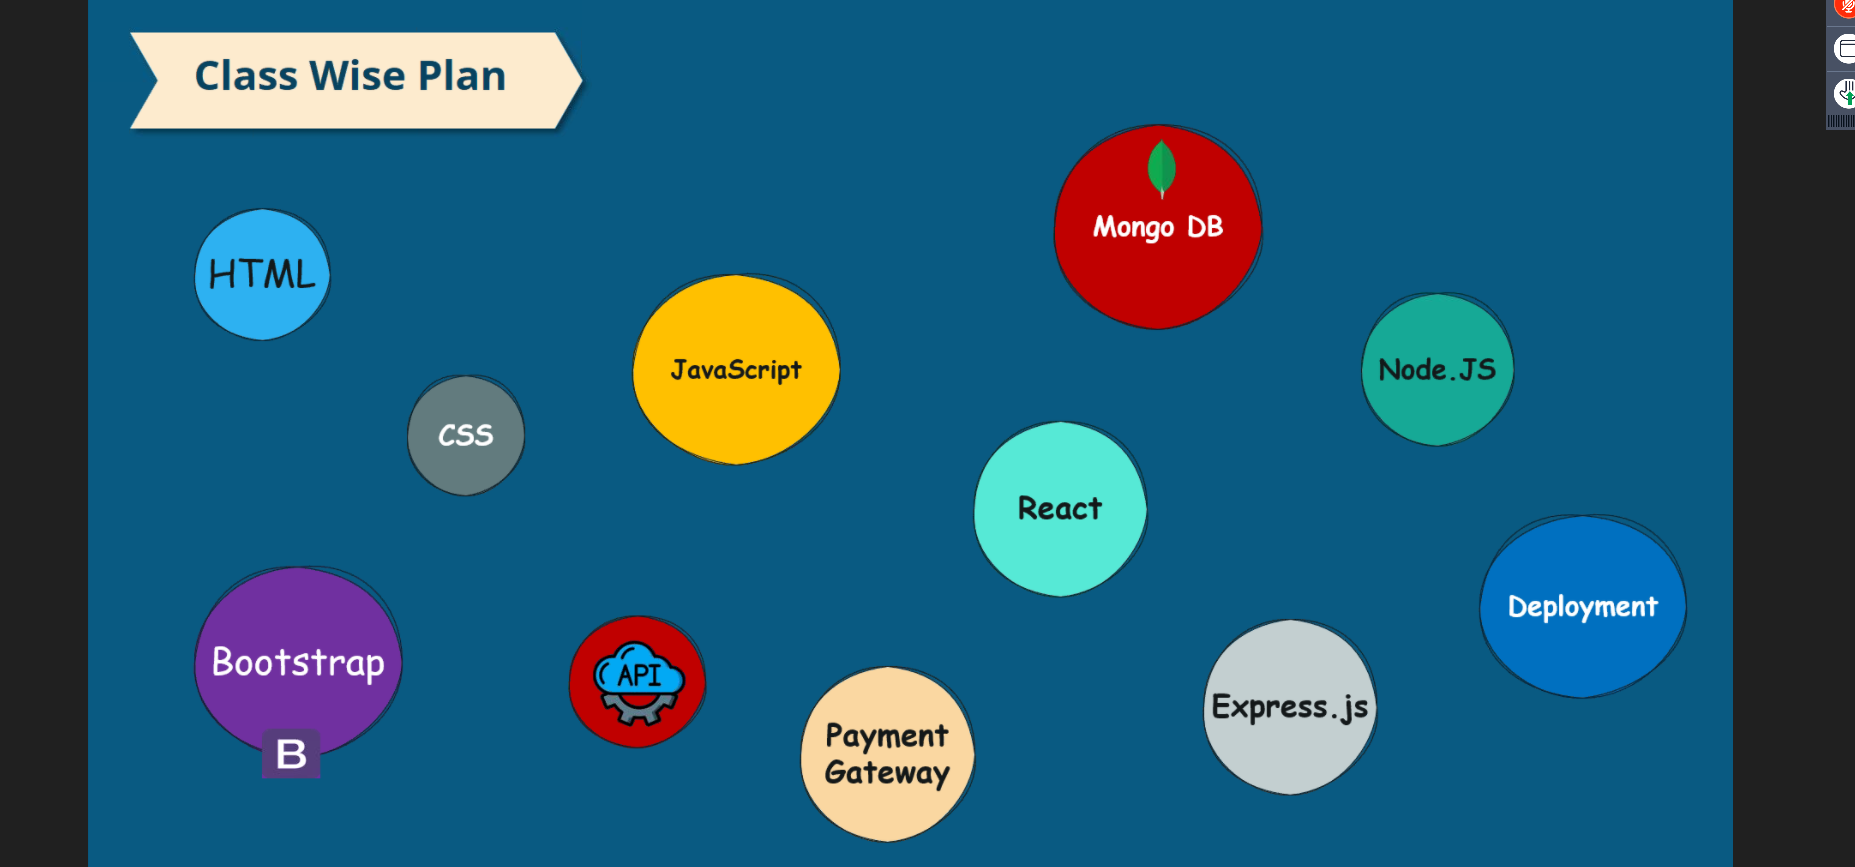 Class Wise Plan
Mongo DB
HTML
JavaScript
Node.JS
CSS
React
Deployment
Bootstrap
B
API
Express.js
Payment
Gateway